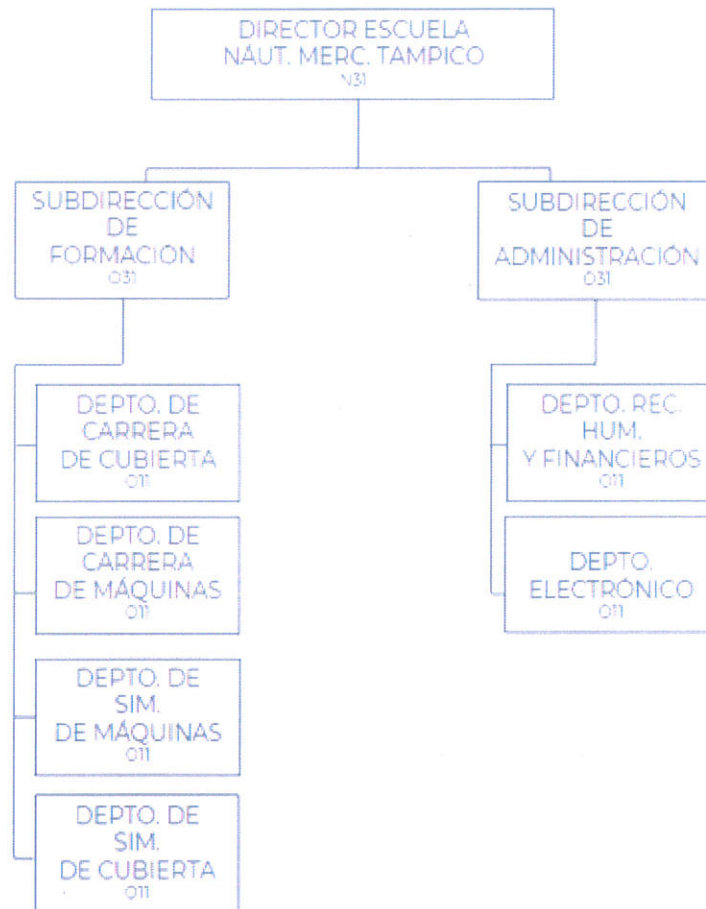 DIRECTOR ESCUELA
NÁUT. MERC. TAMPICO
N31
SUBDIRECCIÓN
DE
FORMACIÓN
O31
SUBDIRECCIÓN
DE
ADMINISTRACIÓN
O31
DEPTO. DE
CARRERA
DE CUBIERTA
O11
DEPTO. DE
CARRERA
DE MÁQUINAS
O11
DEPTO. DE
SIM.
DE MÁQUINAS
O11
DEPTO. DE
SIM.
DE CUBIERTA
O11
DEPTO. REC.
HUM.
Y FINANCIEROS
O11
DEPTO.
ELECTRÓNICO
O11